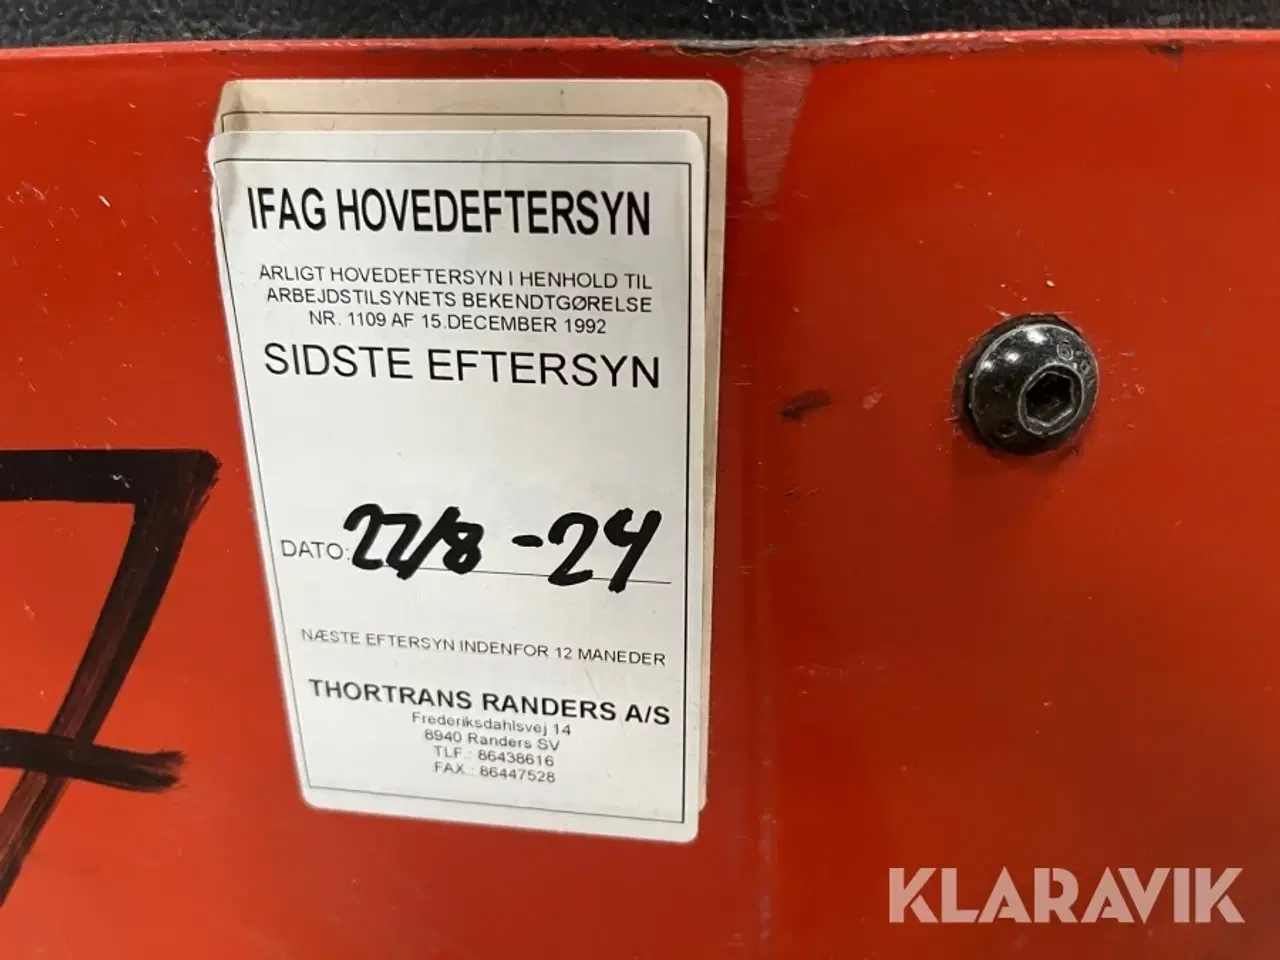 IFAG HOVEDEFTERSYN
ARLIGT HOVEDEFTERSYN I HENHOLD TIL
ARBEJDSTILSYNETS BEKENDTGØRELSE
NR. 1109 AF 15.DECEMBER 1992
SIDSTE EFTERSYN
DATO: 22/8 -24
NÆSTE EFTERSYN INDENFOR 12 MANEDER
THORTRANS RANDERS A/S
Frederiksdahlsvej 14
8940 Randers SV
TLF.: 86438616
FAX.: 86447528
7
KLARAVIK